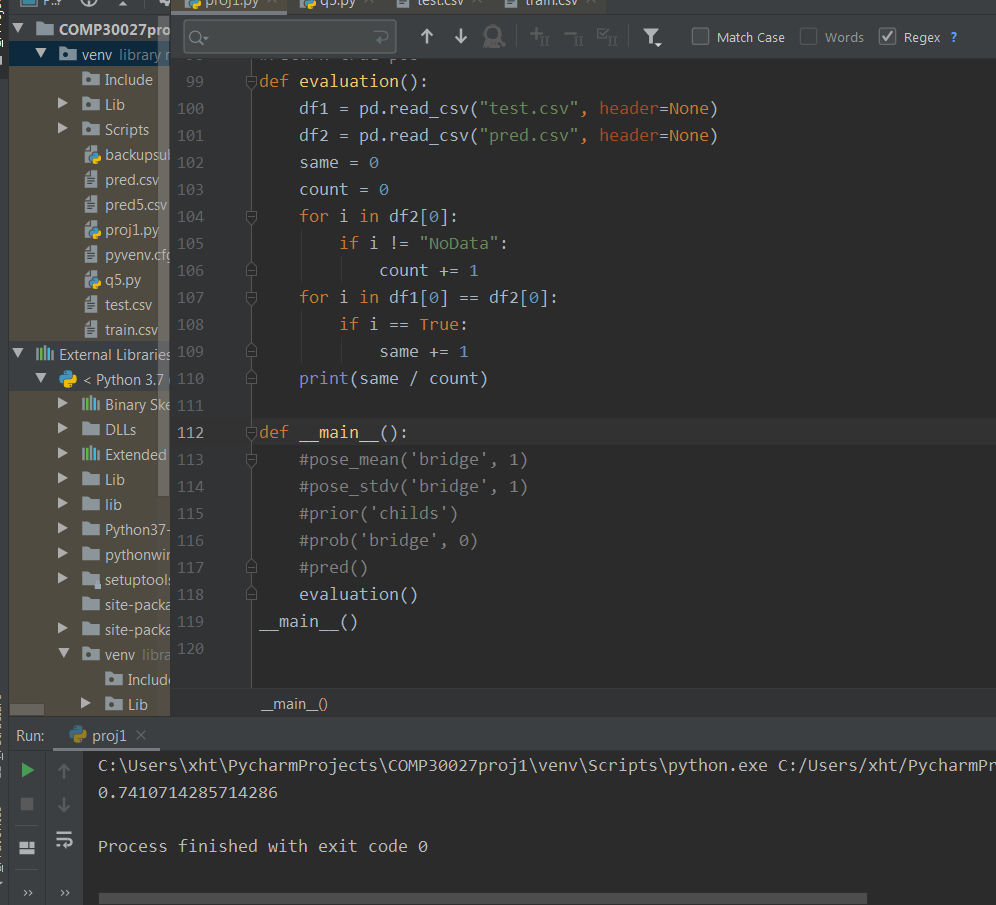 proj1.py
q5.py
test.csv
train.csv
COMP30027pro
venv library r
Include
Lib
Scripts
backupsub
pred.csv
pred5.csv
proj1.py
pyvenv.cfg
q5.py
test.csv
train.csv
External Libraries
< Python 3.7
Binary Ske
DLLs
Extended
Lib
lib
Python37-
pythonwin
setuptools
site-packa
site-packa
venv libra
Include
Lib
Match Case
Words
Regex ?
99 def evaluation():
100 df1 = pd.read_csv("test.csv", header=None)
101 df2 = pd.read_csv("pred.csv", header=None)
102 same = 0
103 count = 0
104 for i in df2[0]:
105 if i != "NoData":
106 count += 1
107 for i in df1[0] == df2[0]:
108 if i == True:
109 same += 1
110 print(same / count)
111
112 def __main__():
113 #pose_mean('bridge', 1)
114 #pose_stdv('bridge', 1)
115 #prior('childs')
116 #prob('bridge', 0)
117 #pred()
118 evaluation()
119 __main__()
120
__main__()
Run: proj1
C:\Users\xht\PycharmProjects\COMP30027proj1\venv\Scripts\python.exe C:/Users/xht/PycharmPr
0.7410714285714286
Process finished with exit code 0